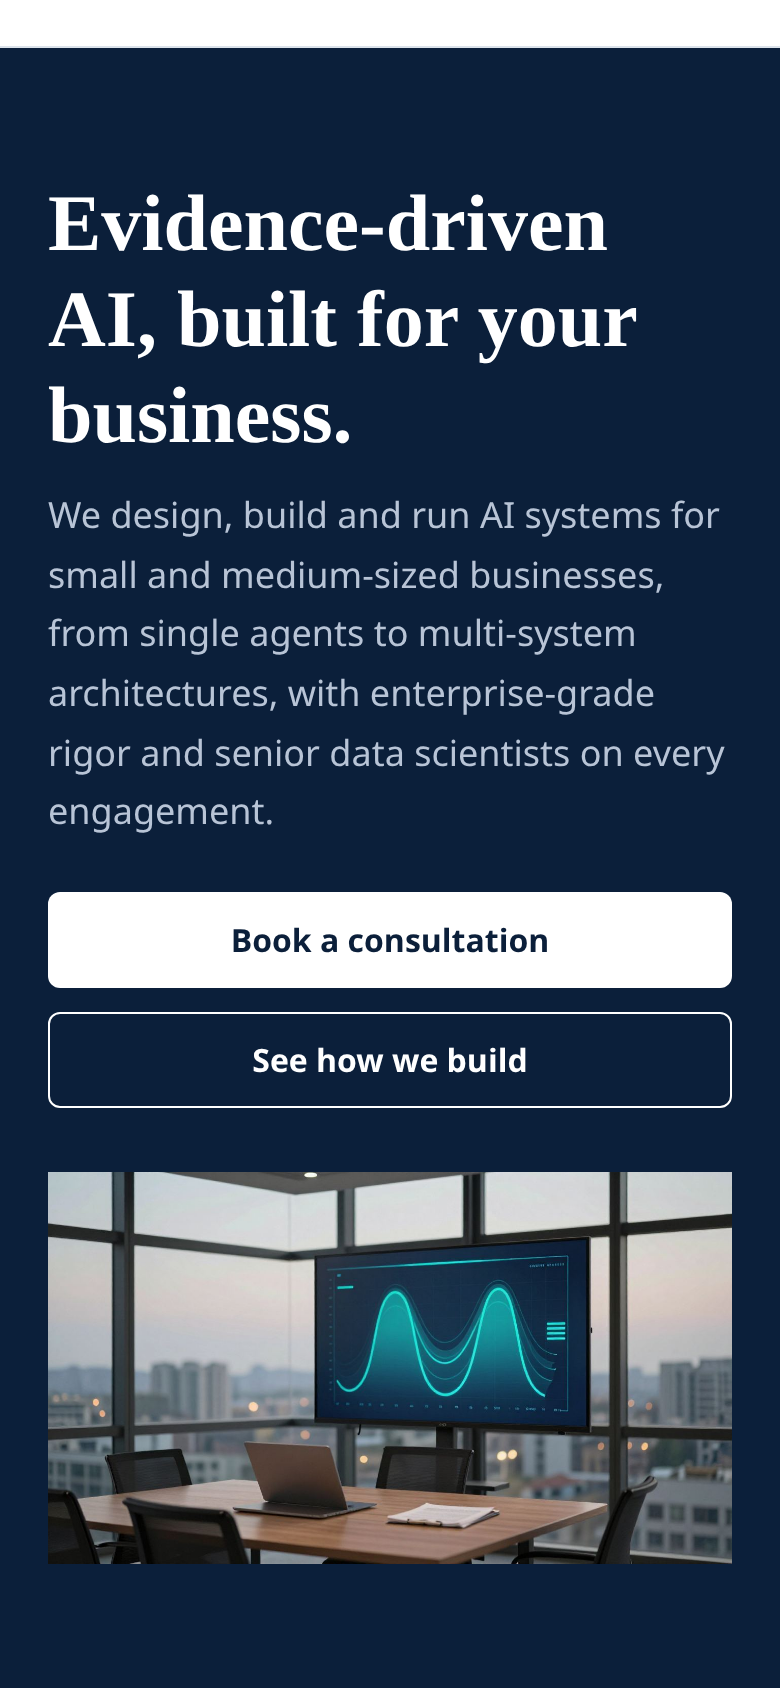 Evidence-driven
AI, built for your
business.
We design, build and run AI systems for
small and medium-sized businesses,
from single agents to multi-system
architectures, with enterprise-grade
rigor and senior data scientists on every
engagement.
Book a consultation
See how we build